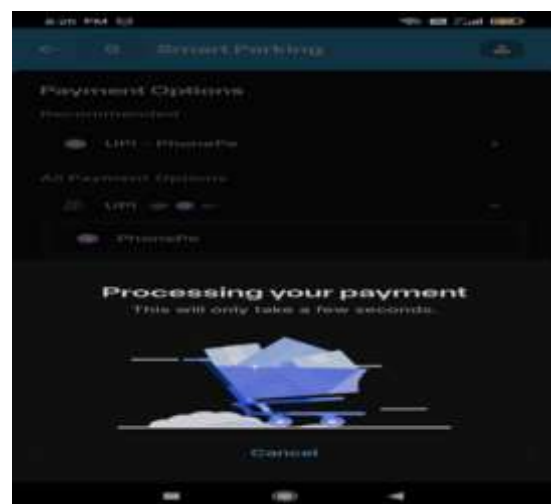 Smart Parking
Payment Options
Recommended
UPI - PhonePe
All Payment Options
UPI
PhonePe
Processing your payment
This will only take a few seconds.
Cancel